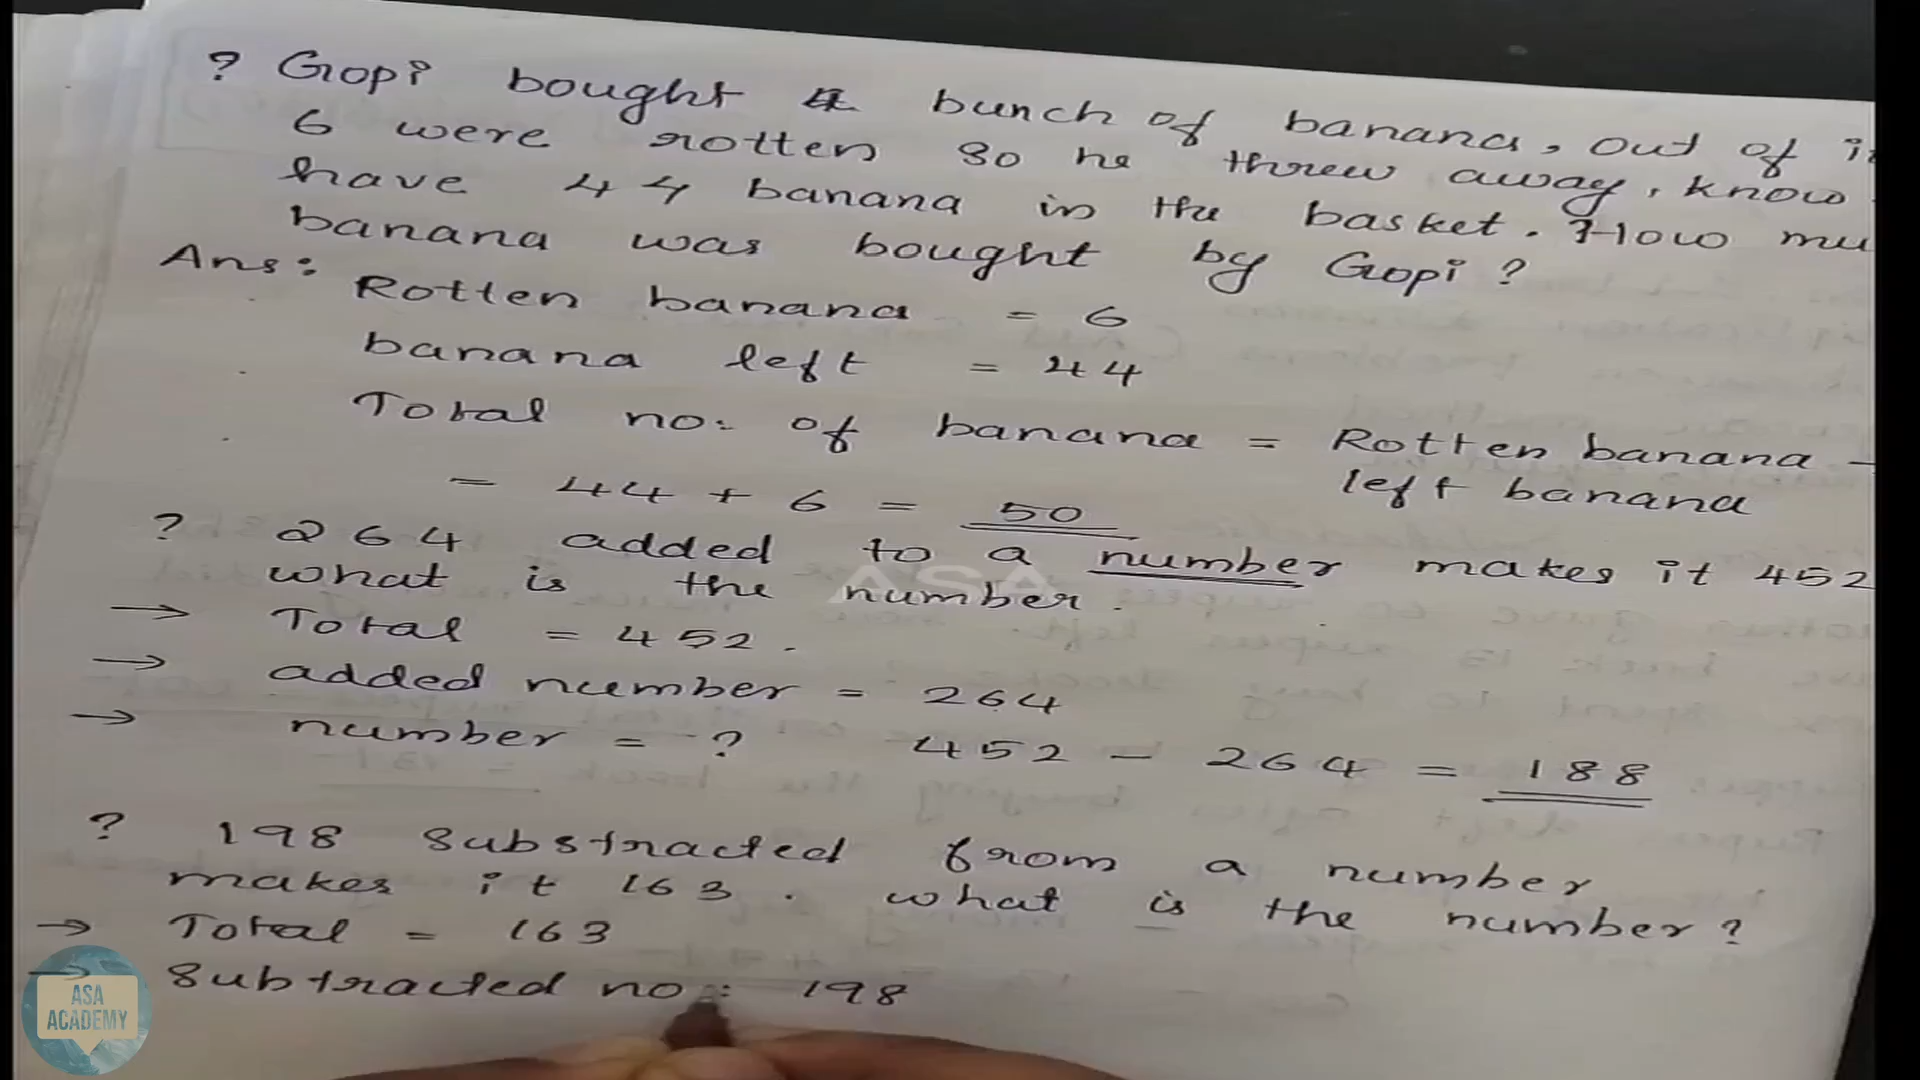 ? Gopi bought a bunch of banana, out of it
6 were rotten so he threw away, know
have 44 banana in the basket. How mu
banana was bought by Gopi?
Ans:
Rotten banana = 6
banana left = 44
Total no: of banana = Rotten banana -
left banana
= 44 + 6 = 50
? 264 added to a number makes it 452
what is the number.
→ Total = 452.
→ added number = 264
→ number = ? 452 - 264 = 188
? 198 Substracted from a number
makes it 163. what is the number?
→ Total = 163
→ Subtracted no: 198
ASA
ASA
ACADEMY